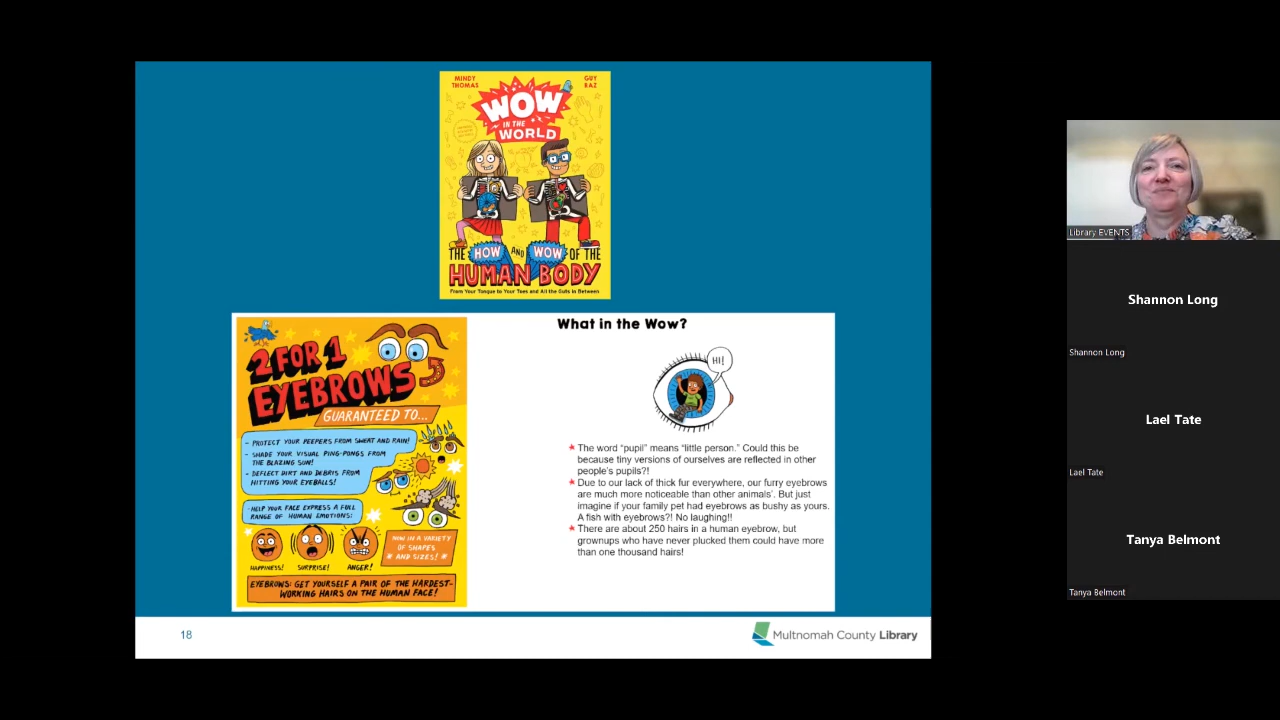 MINDY
THOMAS
GUY
RAZ
WOW
IN THE
WORLD
THE HOW AND WOW OF THE
HUMAN BODY
From Your Tongue to Your Toes and All the Guts in Between
2 FOR 1
EYEBROWS
GUARANTEED TO...
- PROTECT YOUR PEEPERS FROM SWEAT AND RAIN!
- SHADE YOUR VISUAL PING-PONGS FROM
THE BLAZING SUN!
- DEFLECT DIRT AND DEBRIS FROM
HITTING YOUR EYEBALLS!
- HELP YOUR FACE EXPRESS A FULL
RANGE OF HUMAN EMOTIONS:
HAPPINESS! SURPRISE! ANGER!
NOW IN A VARIETY
OF SHAPES
* AND SIZES! *
EYEBROWS: GET YOURSELF A PAIR OF THE HARDEST-
WORKING HAIRS ON THE HUMAN FACE!
What in the Wow?
HI!
The word “pupil” means “little person.” Could this be
because tiny versions of ourselves are reflected in other
people’s pupils?!
Due to our lack of thick fur everywhere, our furry eyebrows
are much more noticeable than other animals’. But just
imagine if your family pet had eyebrows as bushy as yours.
A fish with eyebrows?! No laughing!!
There are about 250 hairs in a human eyebrow, but
grownups who have never plucked them could have more
than one thousand hairs!
18
Multnomah County Library
Library EVENTS
Shannon Long
Shannon Long
Lael Tate
Lael Tate
Tanya Belmont
Tanya Belmont